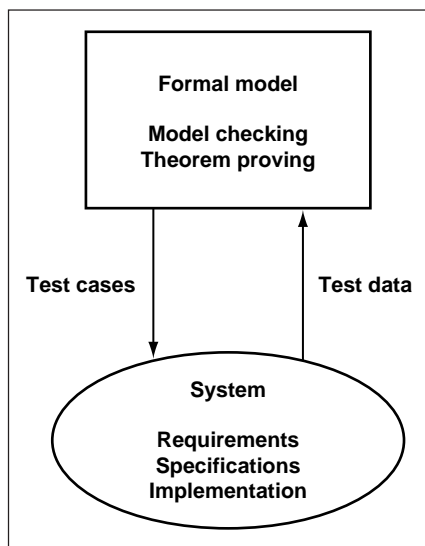 Formal model
Model checking
Theorem proving
Test cases
Test data
System
Requirements
Specifications
Implementation